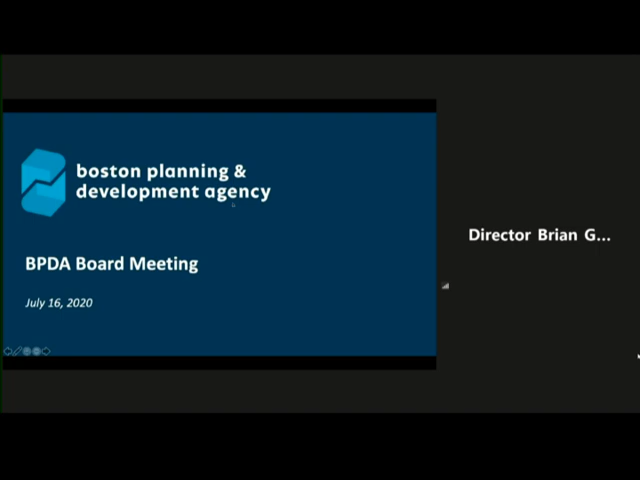 boston planning &
development agency
BPDA Board Meeting
July 16, 2020
Director Brian G...